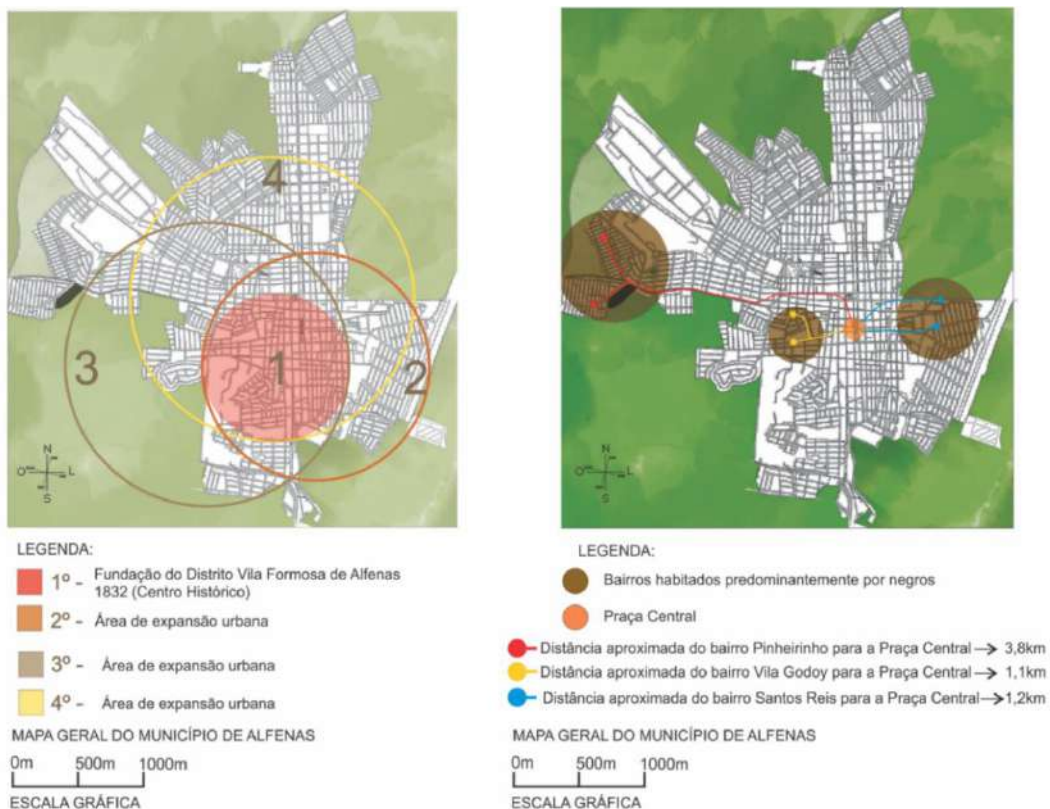 4
3
1
2
N
O
L
S
LEGENDA:
1º - Fundação do Distrito Vila Formosa de Alfenas
1832 (Centro Histórico)
2º - Área de expansão urbana
3º - Área de expansão urbana
4º - Área de expansão urbana
MAPA GERAL DO MUNICÍPIO DE ALFENAS
0m 500m 1000m
ESCALA GRÁFICA
N
O
L
S
LEGENDA:
Bairros habitados predominantemente por negros
Praça Central
Distância aproximada do bairro Pinheirinho para a Praça Central → 3,8km
Distância aproximada do bairro Vila Godoy para a Praça Central → 1,1km
Distância aproximada do bairro Santos Reis para a Praça Central → 1,2km
MAPA GERAL DO MUNICÍPIO DE ALFENAS
0m 500m 1000m
ESCALA GRÁFICA